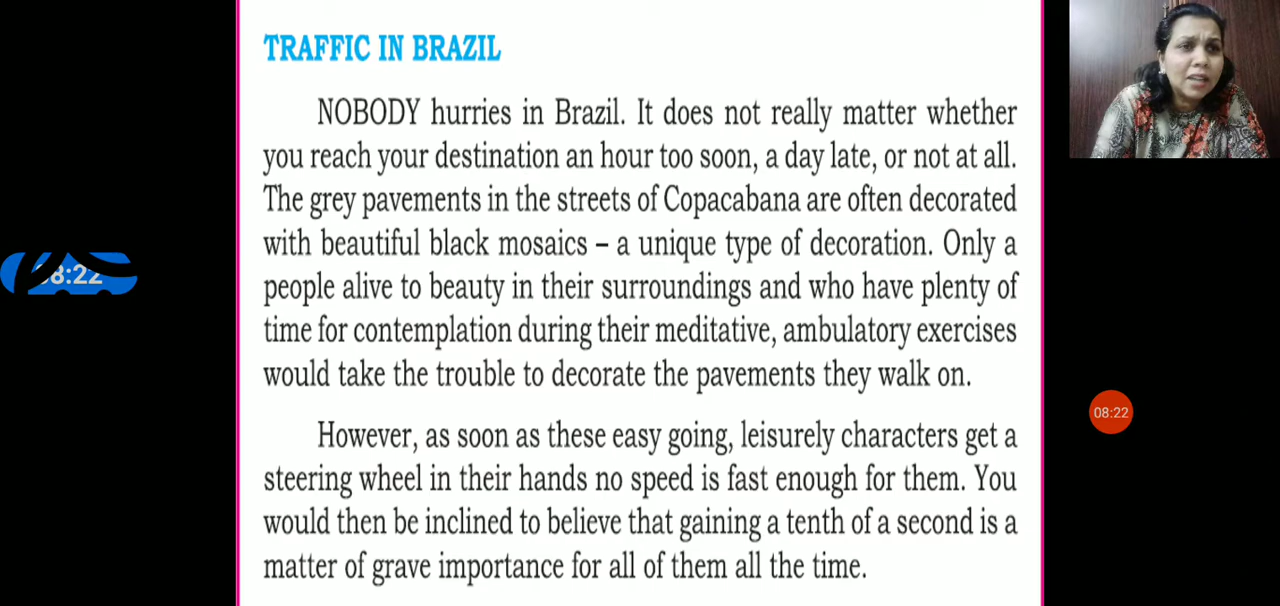 TRAFFIC IN BRAZIL
NOBODY hurries in Brazil. It does not really matter whether
you reach your destination an hour too soon, a day late, or not at all.
The grey pavements in the streets of Copacabana are often decorated
with beautiful black mosaics – a unique type of decoration. Only a
people alive to beauty in their surroundings and who have plenty of
time for contemplation during their meditative, ambulatory exercises
would take the trouble to decorate the pavements they walk on.
However, as soon as these easy going, leisurely characters get a
steering wheel in their hands no speed is fast enough for them. You
would then be inclined to believe that gaining a tenth of a second is a
matter of grave importance for all of them all the time.
08:22
08:22